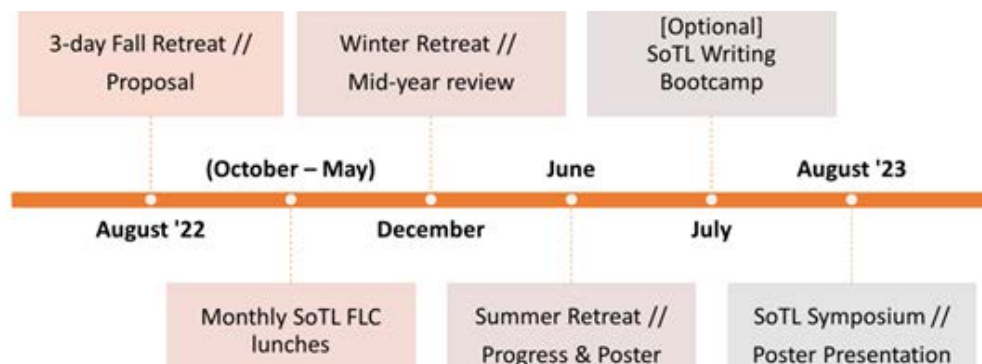 3-day Fall Retreat //
Proposal
Winter Retreat //
Mid-year review
[Optional]
SoTL Writing
Bootcamp
(October – May)
June
August '23
August '22
December
July
Monthly SoTL FLC
lunches
Summer Retreat //
Progress & Poster
SoTL Symposium //
Poster Presentation